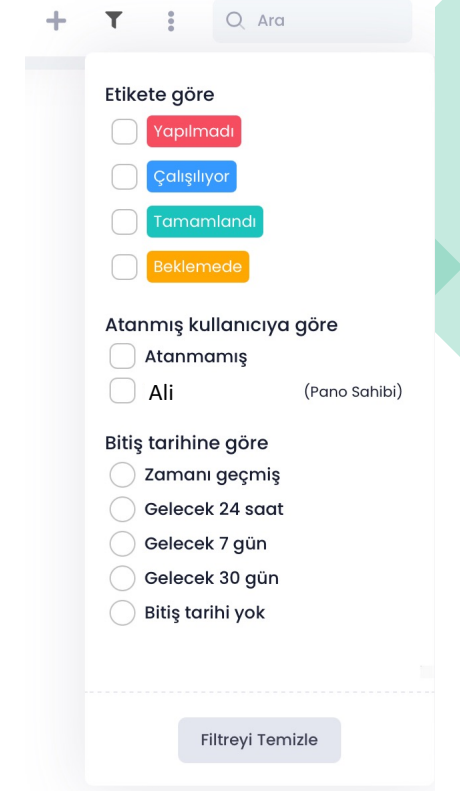 Ara
Etikete göre
Yapılmadı
Çalışılıyor
Tamamlandı
Beklemede
Atanmış kullanıcıya göre
Atanmamış
Ali (Pano Sahibi)
Bitiş tarihine göre
Zamanı geçmiş
Gelecek 24 saat
Gelecek 7 gün
Gelecek 30 gün
Bitiş tarihi yok
Filtreyi Temizle